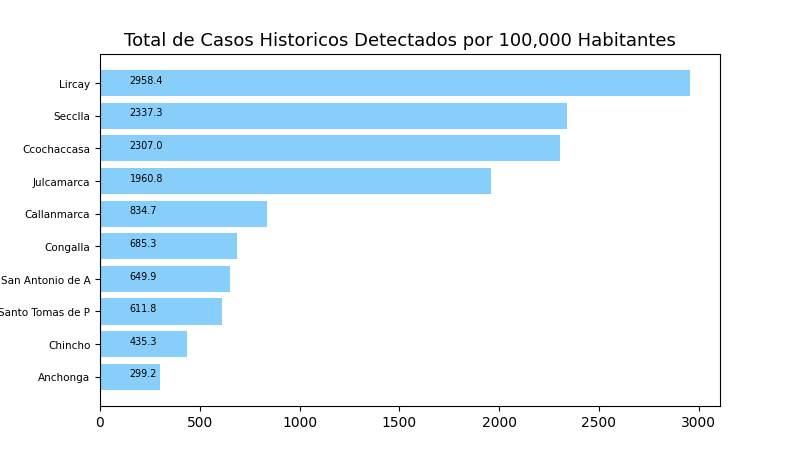 Total de Casos Historicos Detectados por 100,000 Habitantes
Lircay 2958.4
Secclla 2337.3
Ccochaccasa 2307.0
Julcamarca 1960.8
Callanmarca 834.7
Congalla 685.3
San Antonio de A 649.9
Santo Tomas de P 611.8
Chincho 435.3
Anchonga 299.2
0 500 1000 1500 2000 2500 3000